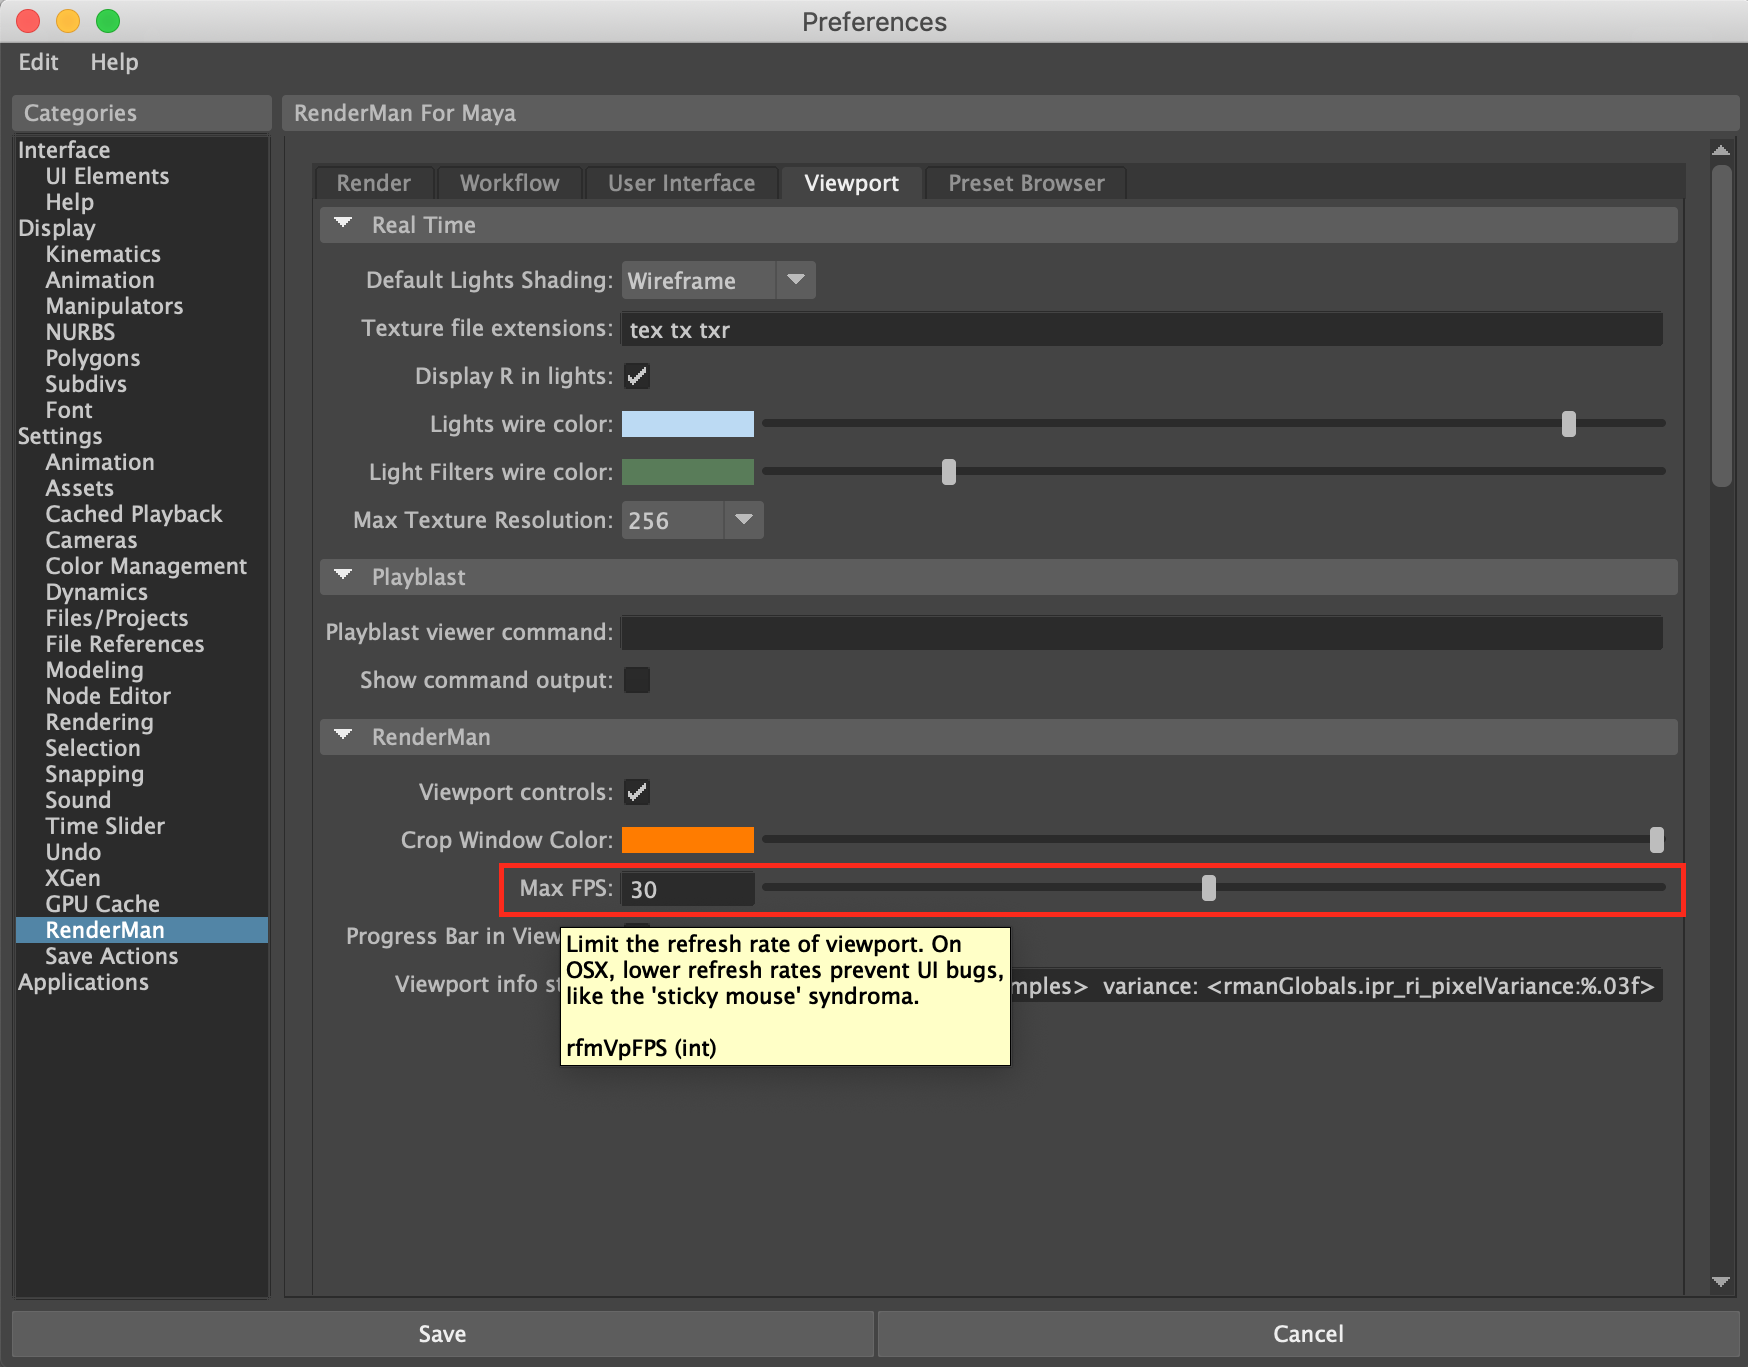 Preferences
Edit Help
Categories
Interface
UI Elements
Help
Display
Kinematics
Animation
Manipulators
NURBS
Polygons
Subdivs
Font
Settings
Animation
Assets
Cached Playback
Cameras
Color Management
Dynamics
Files/Projects
File References
Modeling
Node Editor
Rendering
Selection
Snapping
Sound
Time Slider
Undo
XGen
GPU Cache
RenderMan
Save Actions
Applications
RenderMan For Maya
Render Workflow User Interface Viewport Preset Browser
Real Time
Default Lights Shading: Wireframe
Texture file extensions: tex tx txr
Display R in lights:
Lights wire color:
Light Filters wire color:
Max Texture Resolution: 256
Playblast
Playblast viewer command:
Show command output:
RenderMan
Viewport controls:
Crop Window Color:
Max FPS: 30
Progress Bar in View
Viewport info st mples> variance: <rmanGlobals.ipr_ri_pixelVariance:%.03f>
Limit the refresh rate of viewport. On
OSX, lower refresh rates prevent UI bugs,
like the 'sticky mouse' syndroma.
rfmVpFPS (int)
Save Cancel